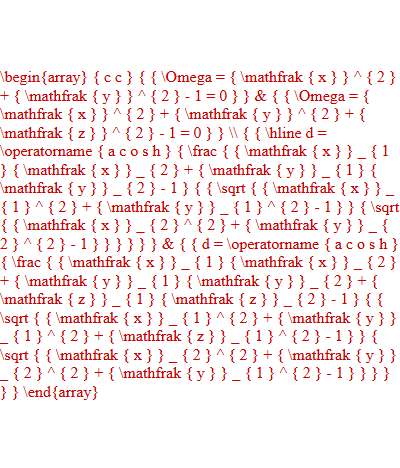 \begin{array} { c c } { { \Omega = { \mathfrak { x } } ^ { 2 }
+ { \mathfrak { y } } ^ { 2 } - 1 = 0 } } & { { \Omega = {
\mathfrak { x } } ^ { 2 } + { \mathfrak { y } } ^ { 2 } + {
\mathfrak { z } } ^ { 2 } - 1 = 0 } } \\ { { \hline d =
\operatorname { a c o s h } { \frac { { \mathfrak { x } } _ { 1
} { \mathfrak { x } } _ { 2 } + { \mathfrak { y } } _ { 1 } {
\mathfrak { y } } _ { 2 } - 1 } { { \sqrt { { \mathfrak { x } } _
{ 1 } ^ { 2 } + { \mathfrak { y } } _ { 1 } ^ { 2 } - 1 } } { \sqrt
{ { \mathfrak { x } } _ { 2 } ^ { 2 } + { \mathfrak { y } } _ {
2 } ^ { 2 } - 1 } } } } } } & { { d = \operatorname { a c o s h }
{ \frac { { \mathfrak { x } } _ { 1 } { \mathfrak { x } } _ { 2 }
+ { \mathfrak { y } } _ { 1 } { \mathfrak { y } } _ { 2 } + {
\mathfrak { z } } _ { 1 } { \mathfrak { z } } _ { 2 } - 1 } { {
\sqrt { { \mathfrak { x } } _ { 1 } ^ { 2 } + { \mathfrak { y } }
_ { 1 } ^ { 2 } + { \mathfrak { z } } _ { 1 } ^ { 2 } - 1 } } {
\sqrt { { \mathfrak { x } } _ { 2 } ^ { 2 } + { \mathfrak { y } }
_ { 2 } ^ { 2 } + { \mathfrak { y } } _ { 1 } ^ { 2 } - 1 } } } }
} } \end{array}